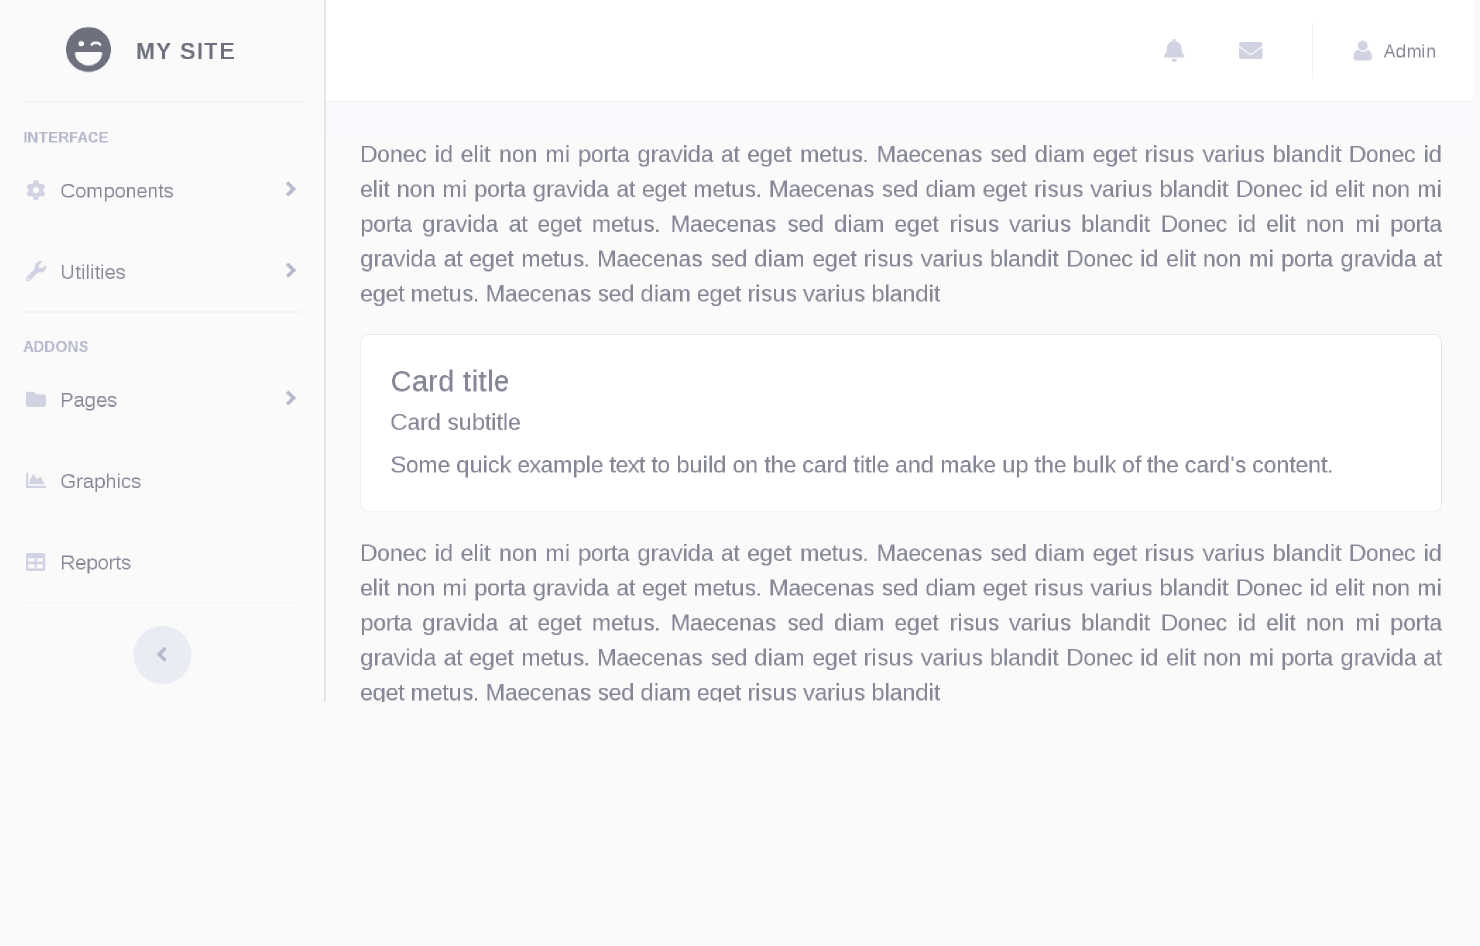 MY SITE
Admin
INTERFACE
Components
Utilities
ADDONS
Pages
Graphics
Reports
Donec id elit non mi porta gravida at eget metus. Maecenas sed diam eget risus varius blandit Donec id
elit non mi porta gravida at eget metus. Maecenas sed diam eget risus varius blandit Donec id elit non mi
porta gravida at eget metus. Maecenas sed diam eget risus varius blandit Donec id elit non mi porta
gravida at eget metus. Maecenas sed diam eget risus varius blandit Donec id elit non mi porta gravida at
eget metus. Maecenas sed diam eget risus varius blandit
Card title
Card subtitle
Some quick example text to build on the card title and make up the bulk of the card's content.
Donec id elit non mi porta gravida at eget metus. Maecenas sed diam eget risus varius blandit Donec id
elit non mi porta gravida at eget metus. Maecenas sed diam eget risus varius blandit Donec id elit non mi
porta gravida at eget metus. Maecenas sed diam eget risus varius blandit Donec id elit non mi porta
gravida at eget metus. Maecenas sed diam eget risus varius blandit Donec id elit non mi porta gravida at
eget metus. Maecenas sed diam eget risus varius blandit